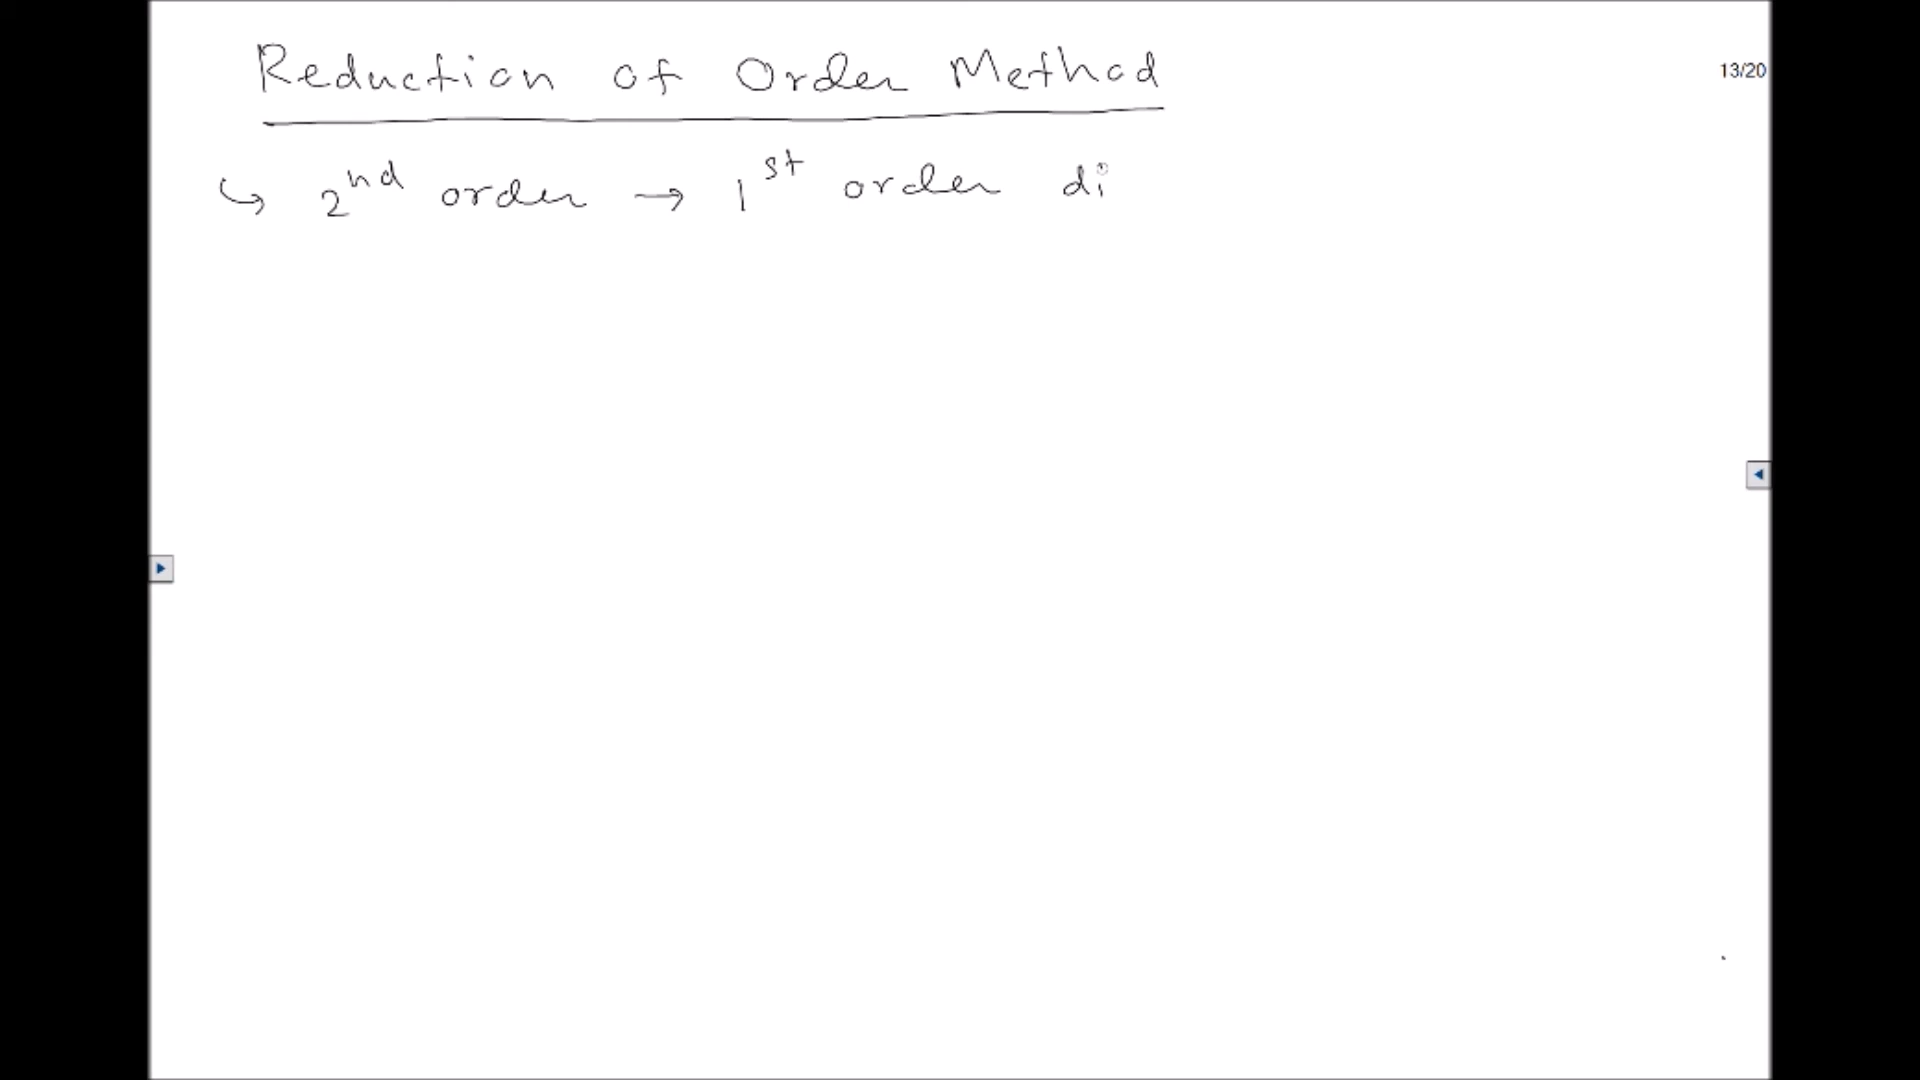 Reduction of Order Method
13/20
↪ 2nd order → 1st order di